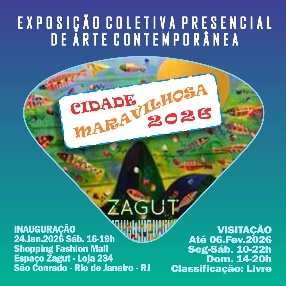 EXPOSIÇÃO COLETIVA PRESENCIAL
DE ÁRTE CONTEMPORÂNEA
CIDADE
MARAVILHOSA
2026
ZAGUT
INAUGURAÇÃO
24.Jan.2026 Sáb. 16-19h
Shopping Fashion Mall
Espaço Zagut - Loja 234
São Conrado - Rio de Janeiro - RJ
VISITAÇÃO
Até 06.Fev.2026
Seg-Sáb. 10-22h
Dom. 14-20h
Classificação: Livre